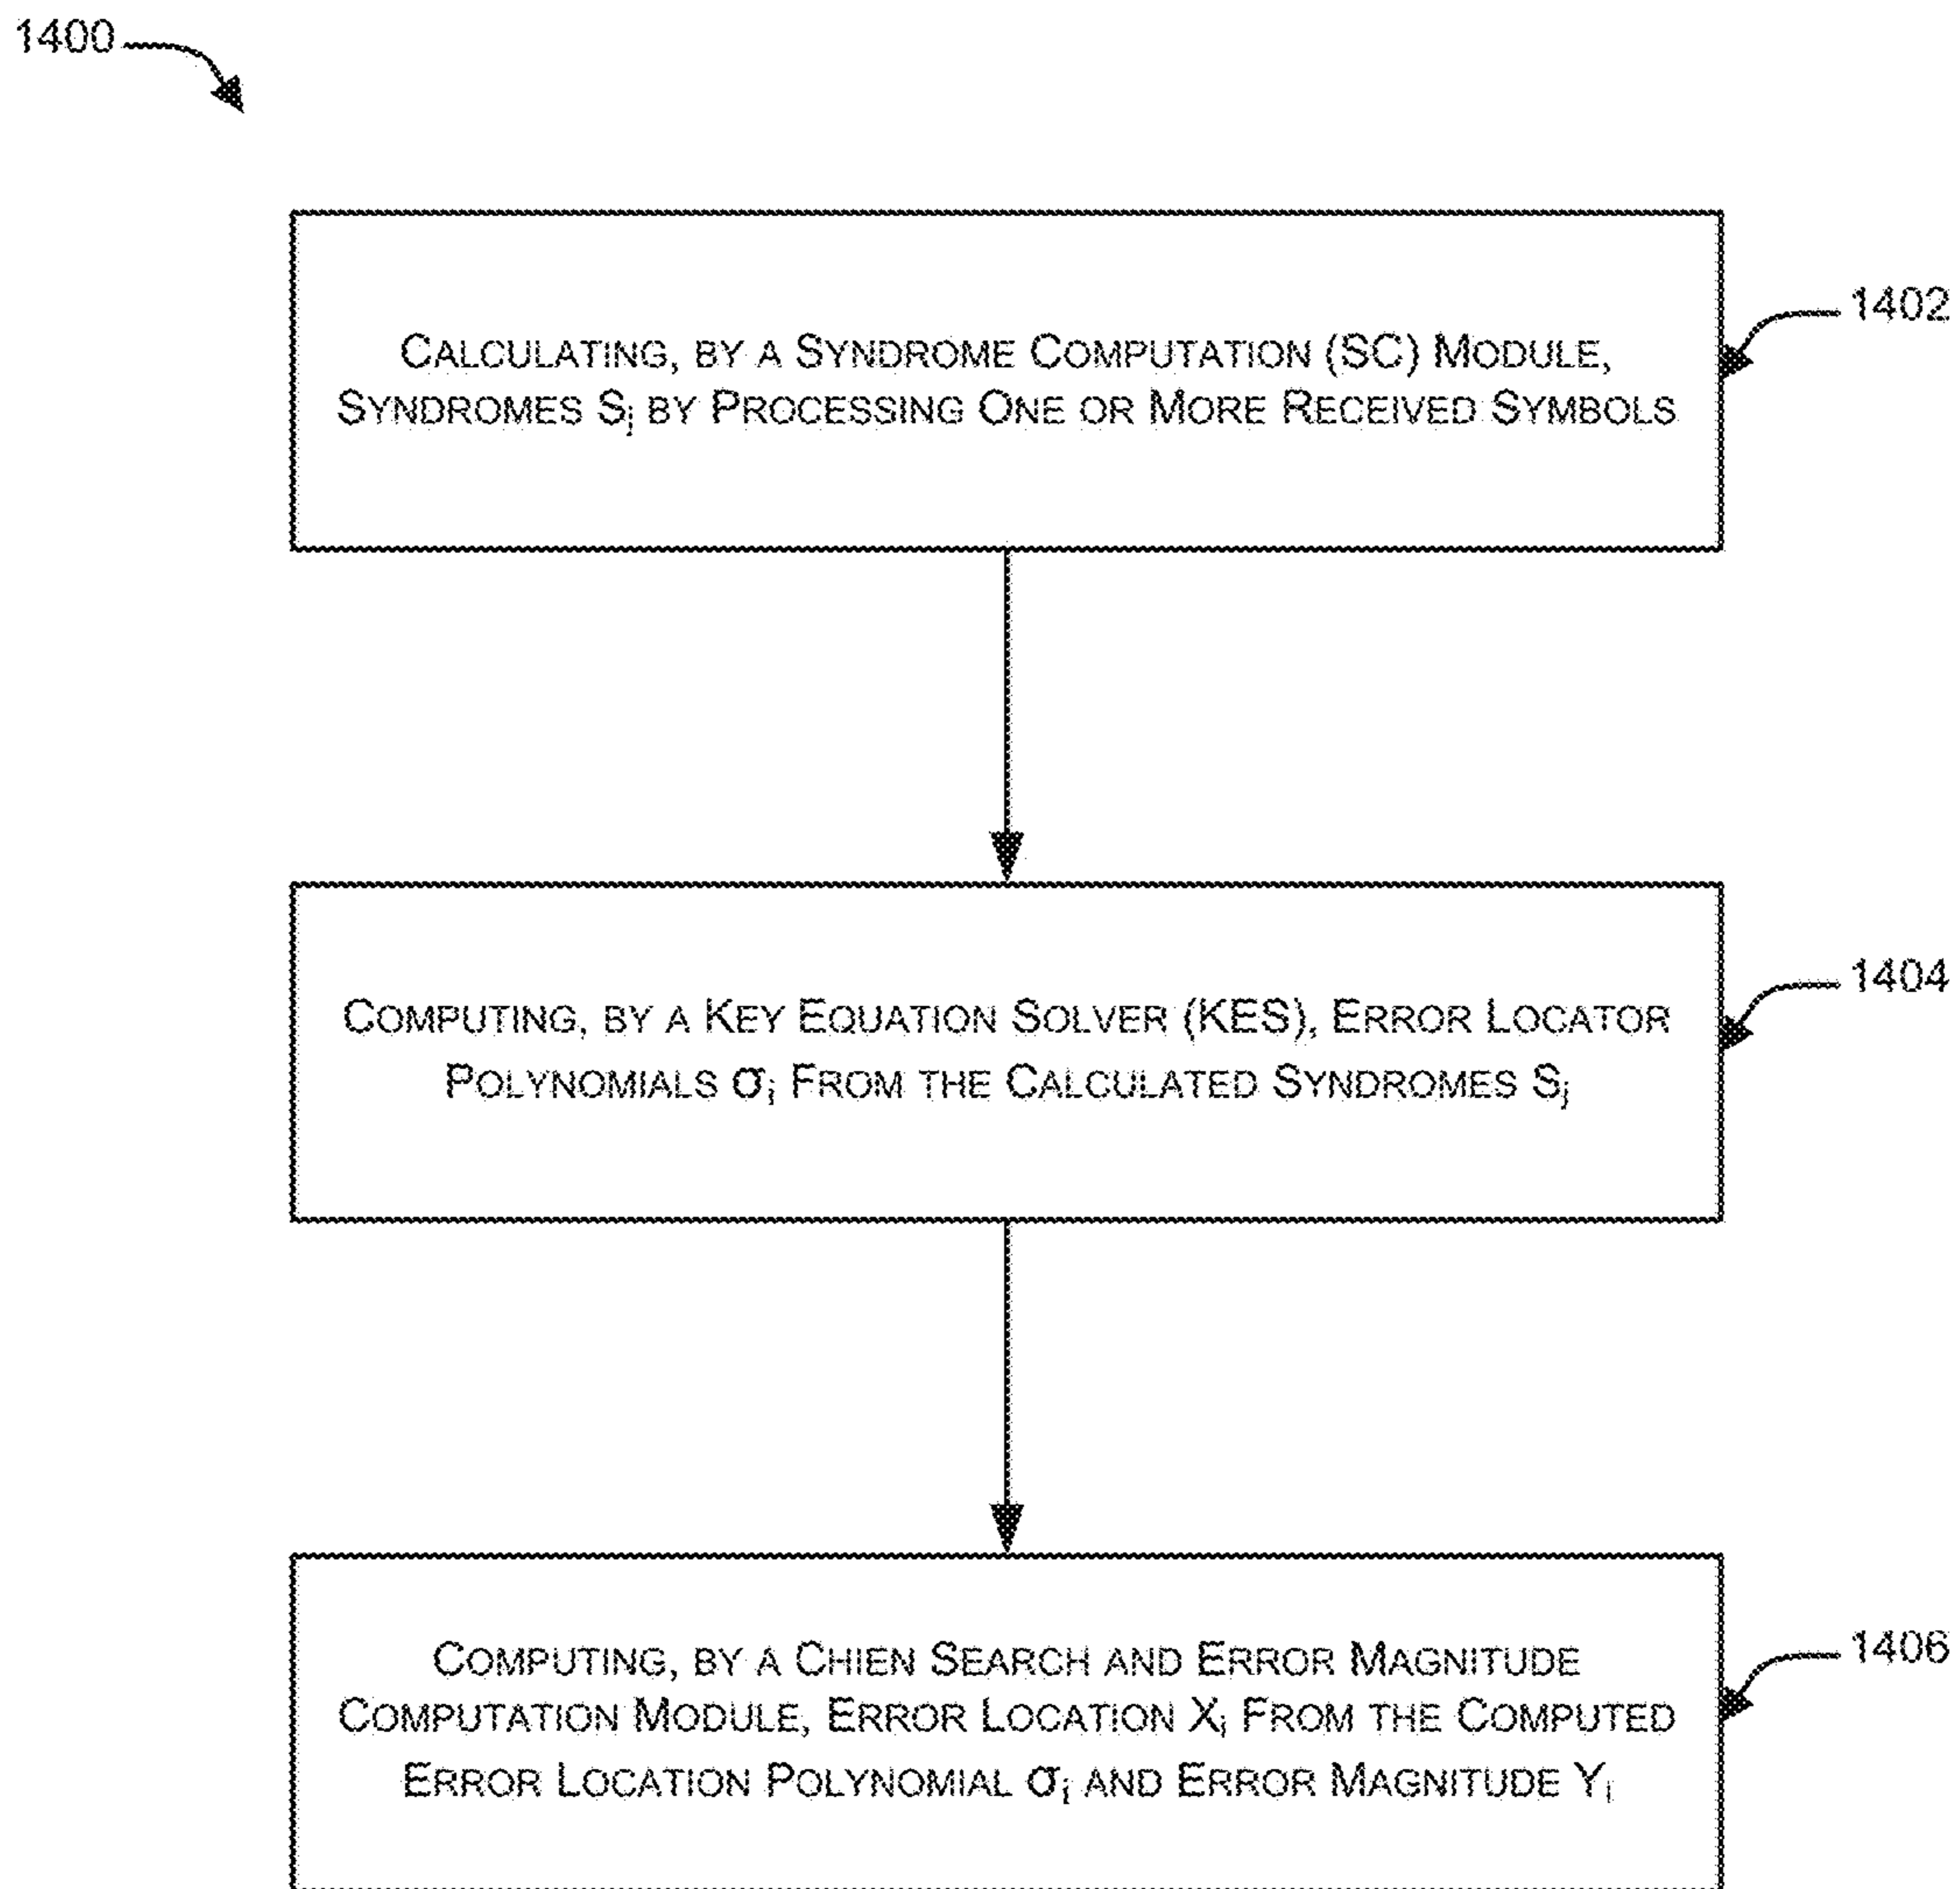 1400
CALCULATING, BY A SYNDROME COMPUTATION (SC) MODULE,
1402
SYNDROMES Sj BY PROCESSING ONE OR MORE RECEIVED SYMBOLS
COMPUTING, BY A KEY EQUATION SOLVER (KES), ERROR LOCATOR
1404
POLYNOMIALS σi FROM THE CALCULATED SYNDROMES Sj
COMPUTING, BY A CHIEN SEARCH AND ERROR MAGNITUDE
1406
COMPUTATION MODULE, ERROR LOCATION Xi FROM THE COMPUTED
ERROR LOCATION POLYNOMIAL σi AND ERROR MAGNITUDE Yi